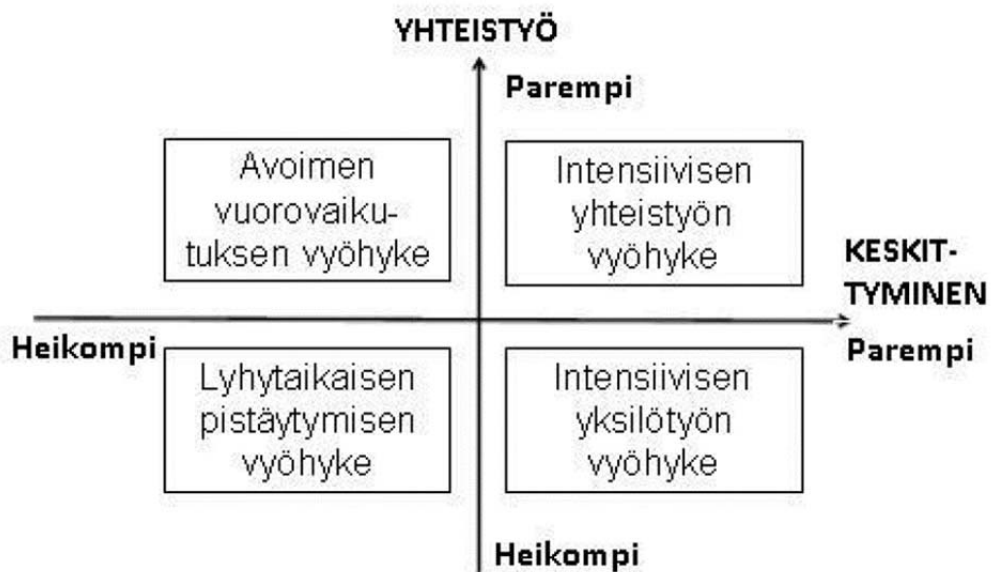 YHTEISTYÖ
Parempi
Avoimen
vuorovaiku-
tuksen vyöhyke
Intensiivisen
yhteistyön
vyöhyke
KESKIT-
TYMINEN
Heikompi
Parempi
Lyhytaikaisen
pistäytymisen
vyöhyke
Intensiivisen
yksilötyön
vyöhyke
Heikompi